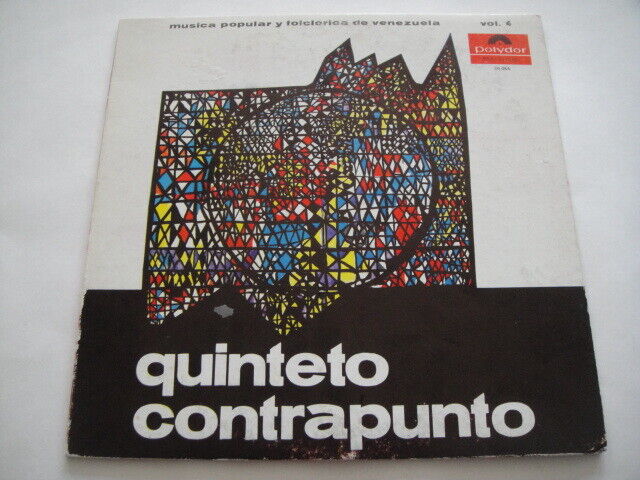 musica popular y folclorica de venezuela vol. 4
Polydor
quinteto
contrapunto